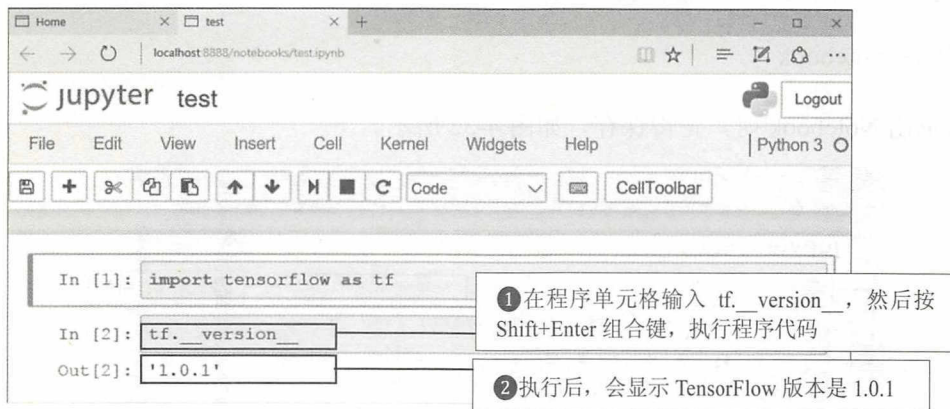 Home
test
localhost:8888/notebooks/test.ipynb
jupyter test
Logout
File Edit View Insert Cell Kernel Widgets Help Python 3
Code CellToolbar
In [1]: import tensorflow as tf
❶在程序单元格输入 tf.__version__，然后按
Shift+Enter 组合键，执行程序代码
In [2]: tf.__version__
Out[2]: '1.0.1'
❷执行后，会显示 TensorFlow 版本是 1.0.1